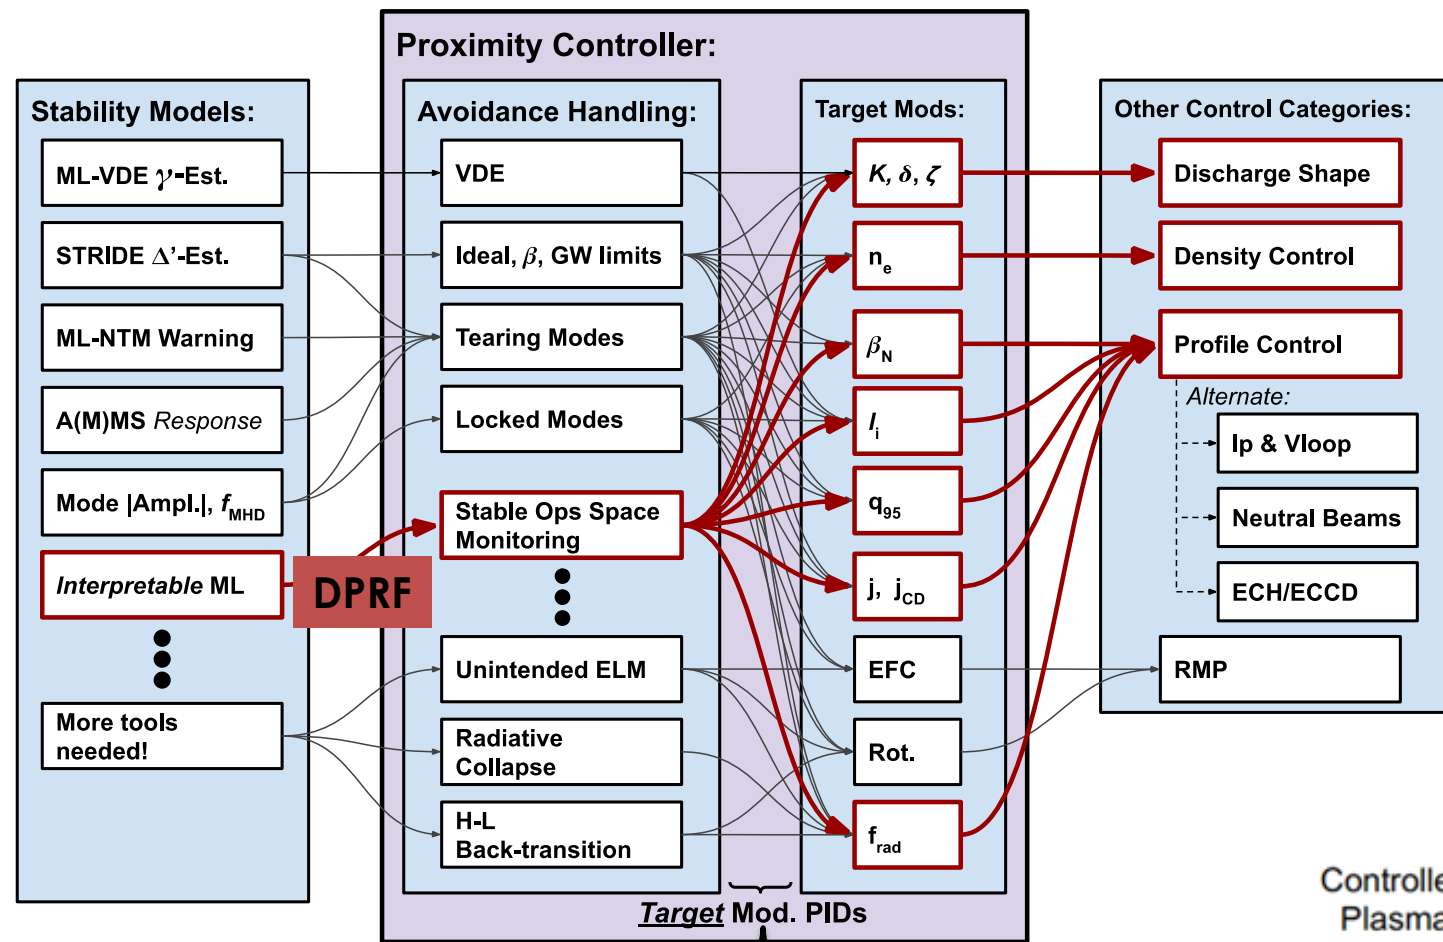 Proximity Controller:
Stability Models:
ML-VDE γ-Est.
STRIDE Δ'-Est.
ML-NTM Warning
A(M)MS Response
Mode |Ampl.|, fMHD
Interpretable ML
More tools
needed!
DPRF
Avoidance Handling:
VDE
Ideal, β, GW limits
Tearing Modes
Locked Modes
Stable Ops Space
Monitoring
Unintended ELM
Radiative
Collapse
H-L
Back-transition
Target Mods:
K, δ, ζ
ne
βN
li
q95
j, jCD
EFC
Rot.
frad
Other Control Categories:
Discharge Shape
Density Control
Profile Control
Alternate:
Ip & Vloop
Neutral Beams
ECH/ECCD
RMP
Target Mod. PIDs
Controlle
Plasma